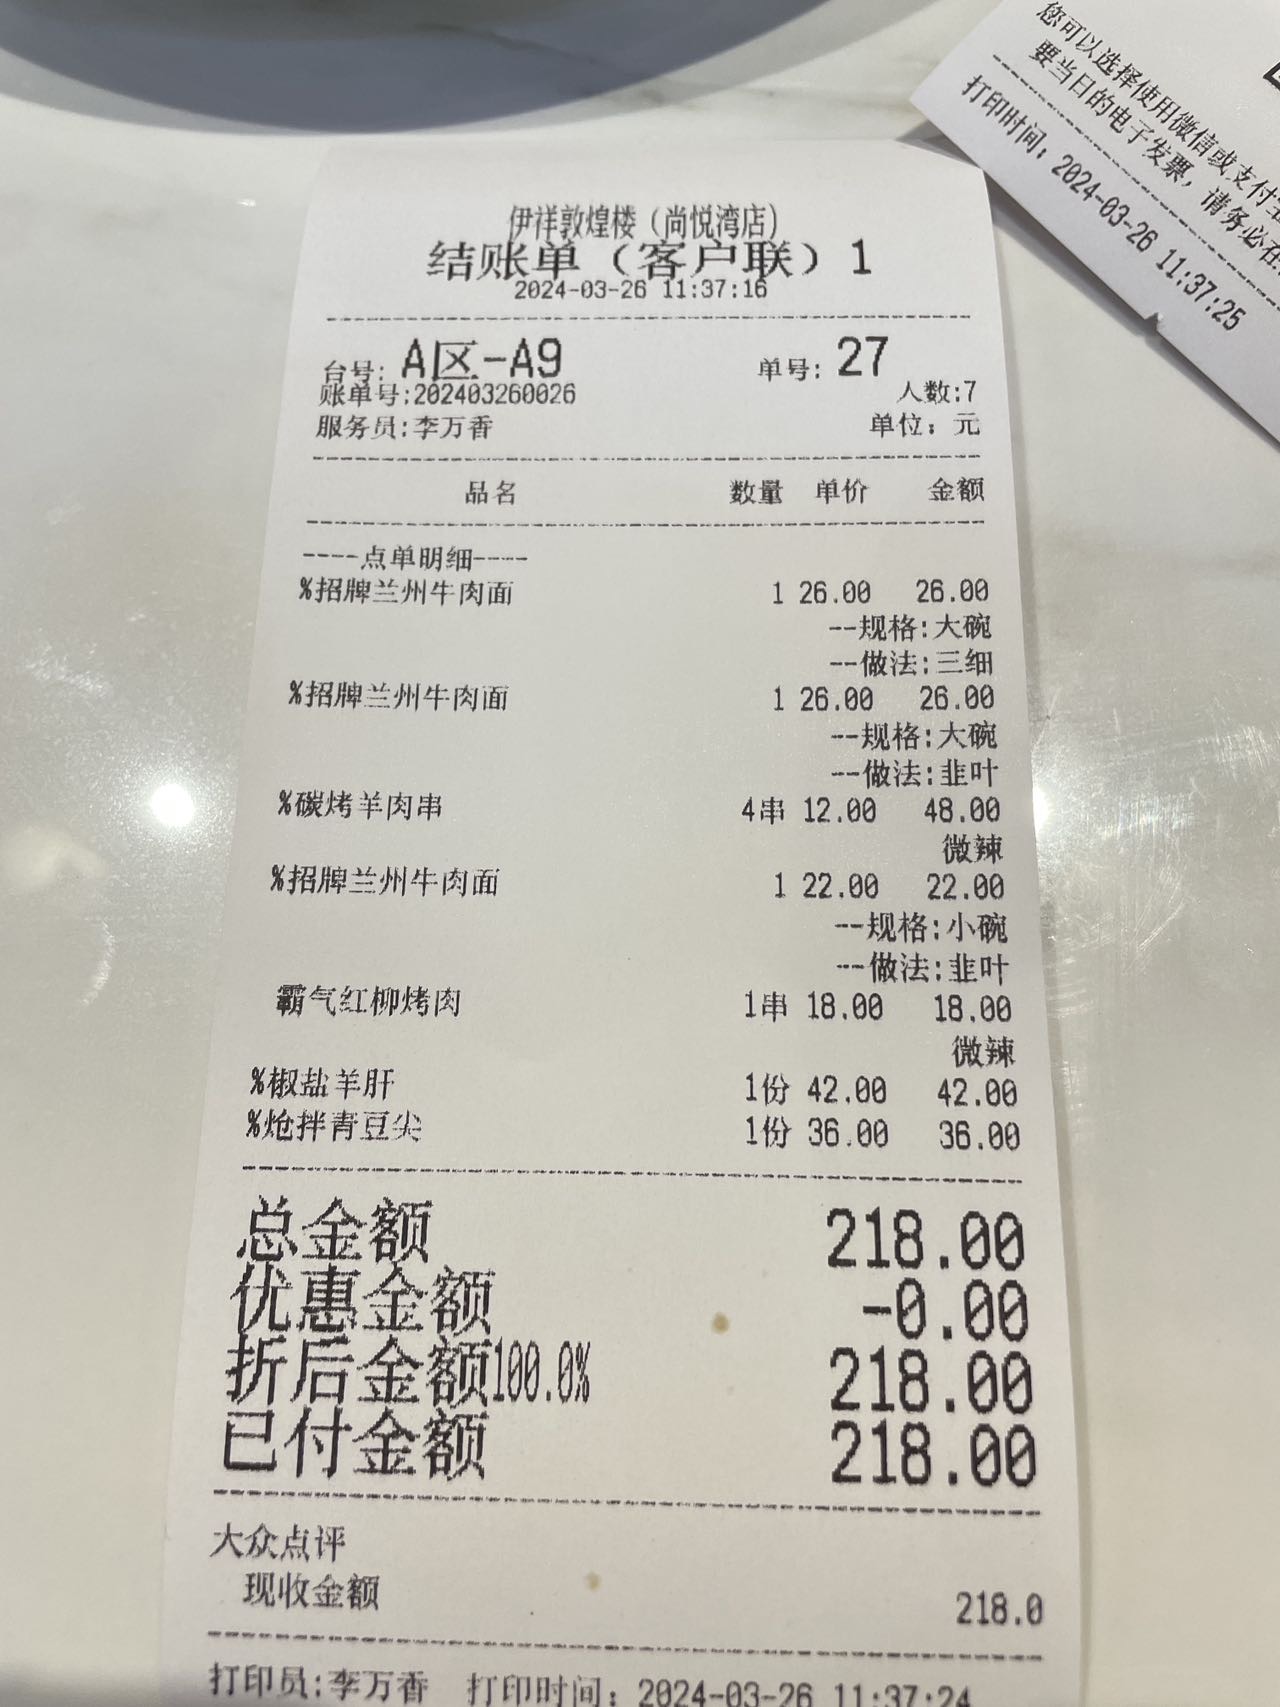 伊祥敦煌楼（尚悦湾店）
结账单（客户联）1
2024-03-26 11:37:16
台号: A区-A9 单号: 27
账单号:202403260026 人数:7
服务员:李万香 单位：元
品名 数量 单价 金额
----点单明细----
%招牌兰州牛肉面 1 26.00 26.00
--规格:大碗
--做法:三细
%招牌兰州牛肉面 1 26.00 26.00
--规格:大碗
--做法:韭叶
%碳烤羊肉串 4串 12.00 48.00
微辣
%招牌兰州牛肉面 1 22.00 22.00
--规格:小碗
--做法:韭叶
霸气红柳烤肉 1串 18.00 18.00
微辣
%椒盐羊肝 1份 42.00 42.00
%炝拌青豆尖 1份 36.00 36.00
总金额 218.00
优惠金额 -0.00
折后金额100.0% 218.00
已付金额 218.00
大众点评
现收金额 218.0
打印员:李万香 打印时间：2024-03-26 11:37:24
您可以选择使用微信或支付
要当日的电子发票，请务必在
打印时间：2024-03-26 11:37:25